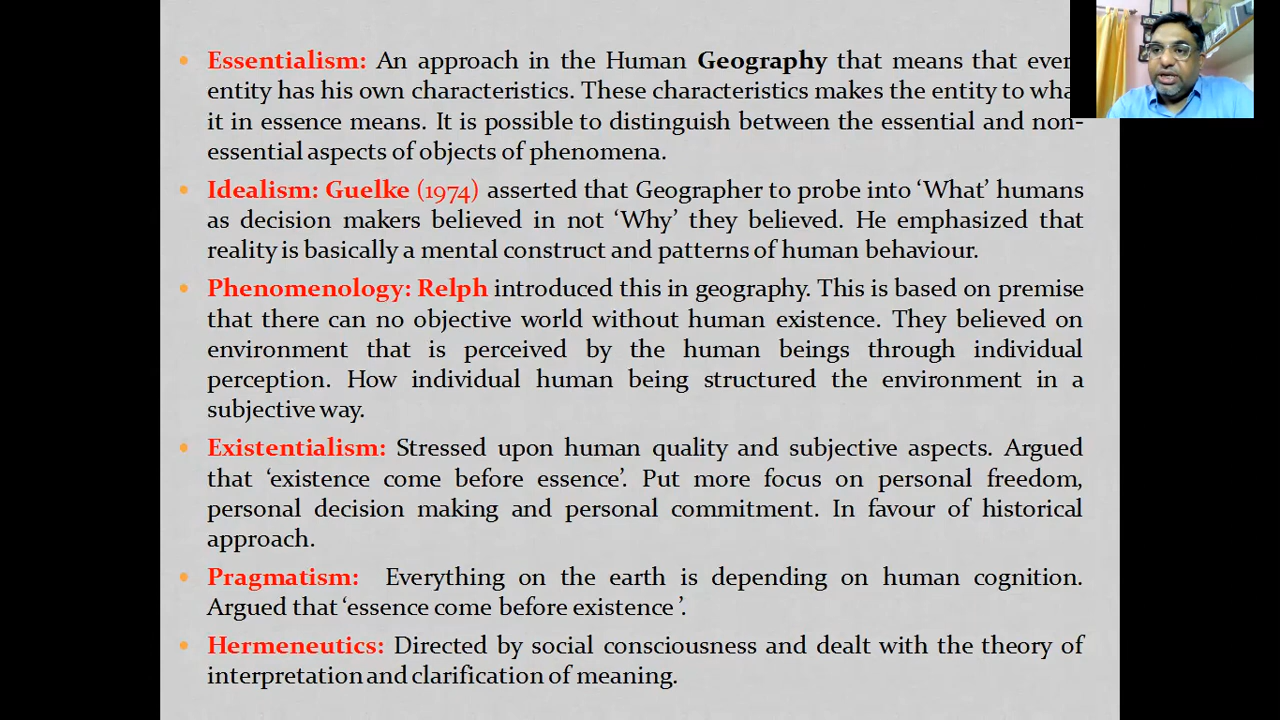 Essentialism: An approach in the Human Geography that means that ever
entity has his own characteristics. These characteristics makes the entity to wha
it in essence means. It is possible to distinguish between the essential and non-
essential aspects of objects of phenomena.
Idealism: Guelke (1974) asserted that Geographer to probe into ‘What’ humans
as decision makers believed in not ‘Why’ they believed. He emphasized that
reality is basically a mental construct and patterns of human behaviour.
Phenomenology: Relph introduced this in geography. This is based on premise
that there can no objective world without human existence. They believed on
environment that is perceived by the human beings through individual
perception. How individual human being structured the environment in a
subjective way.
Existentialism: Stressed upon human quality and subjective aspects. Argued
that ‘existence come before essence’. Put more focus on personal freedom,
personal decision making and personal commitment. In favour of historical
approach.
Pragmatism: Everything on the earth is depending on human cognition.
Argued that ‘essence come before existence ’.
Hermeneutics: Directed by social consciousness and dealt with the theory of
interpretation and clarification of meaning.